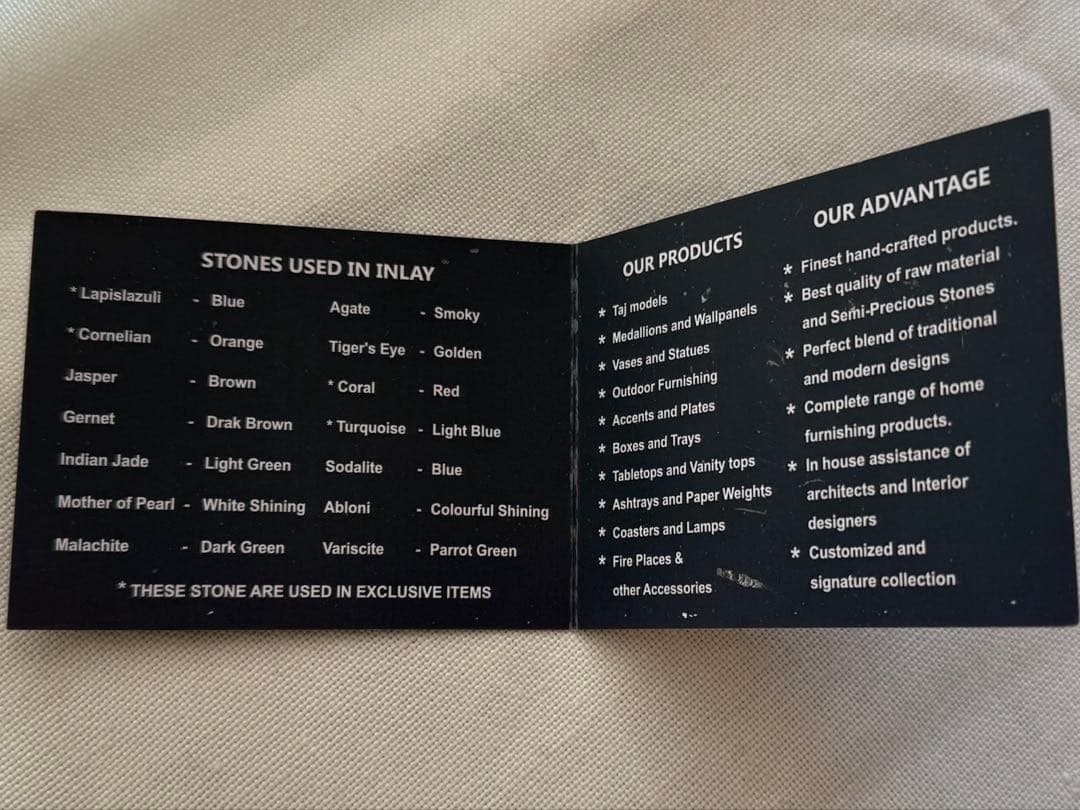 STONES USED IN INLAY
* Lapislazuli - Blue
* Cornelian - Orange
Jasper - Brown
Gernet - Drak Brown
Indian Jade - Light Green
Mother of Pearl - White Shining
Malachite - Dark Green
Agate - Smoky
Tiger's Eye - Golden
* Coral - Red
* Turquoise - Light Blue
Sodalite - Blue
Abloni - Colourful Shining
Variscite - Parrot Green
* THESE STONE ARE USED IN EXCLUSIVE ITEMS
OUR PRODUCTS
* Taj models
* Medallions and Wallpanels
* Vases and Statues
* Outdoor Furnishing
* Accents and Plates
* Boxes and Trays
* Tabletops and Vanity tops
* Ashtrays and Paper Weights
* Coasters and Lamps
* Fire Places &
other Accessories
OUR ADVANTAGE
* Finest hand-crafted products.
* Best quality of raw material
and Semi-Precious Stones
* Perfect blend of traditional
and modern designs
* Complete range of home
furnishing products.
* In house assistance of
architects and Interior
designers
* Customized and
signature collection